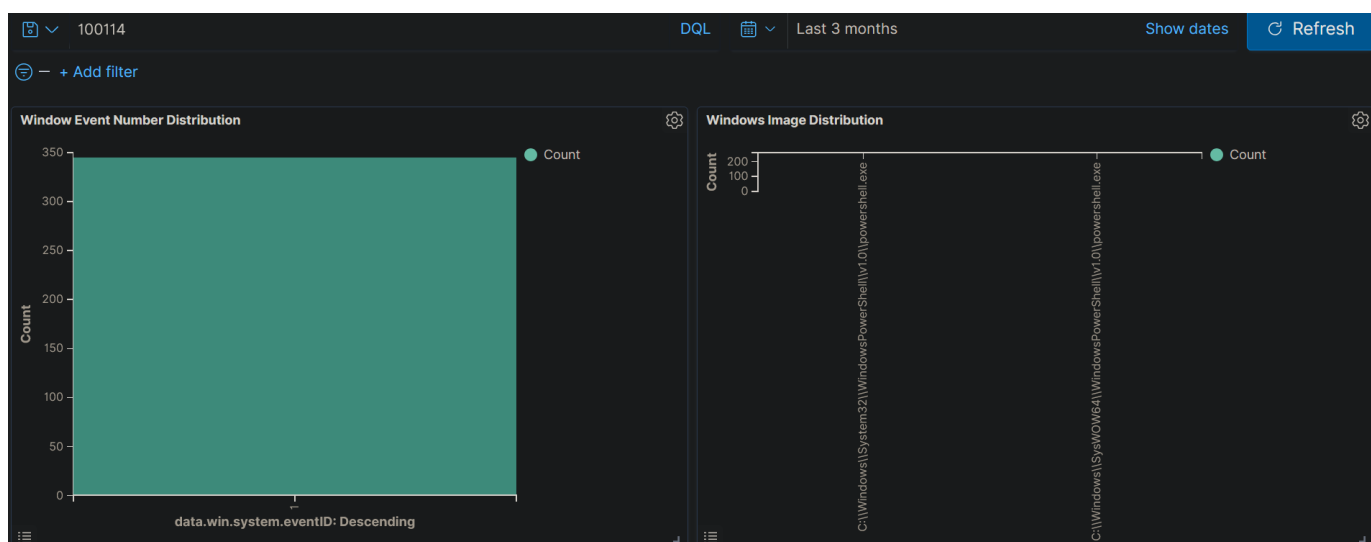 100114 DQL Last 3 months Show dates Refresh
+ Add filter
Window Event Number Distribution
350
300
250
200
150
100
50
0
Count
1
data.win.system.eventID: Descending
Count
Windows Image Distribution
200
100
0
Count
C:\\Windows\\System32\\WindowsPowerShell\\v1.0\\powershell.exe
C:\\Windows\\SysWOW64\\WindowsPowerShell\\v1.0\\powershell.exe
Count